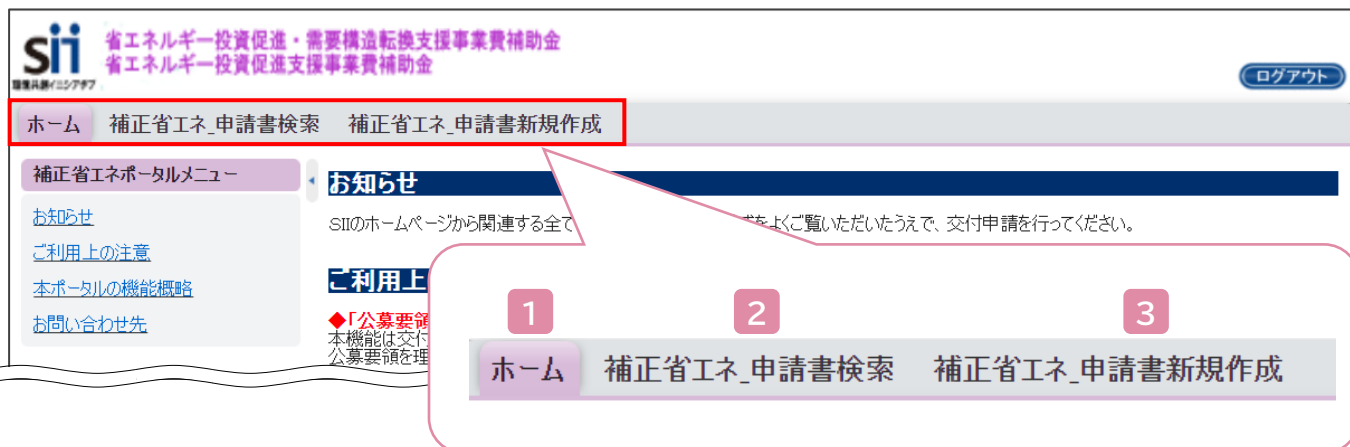 sii
省エネルギー投資促進・需要構造転換支援事業費補助金
省エネルギー投資促進支援事業費補助金
環境共創イニシアチブ
ログアウト
ホーム 補正省エネ_申請書検索 補正省エネ_申請書新規作成
補正省エネポータルメニュー
お知らせ
ご利用上の注意
本ポータルの機能概略
お問い合わせ先
お知らせ
SIIのホームページから関連する全て をよくご覧いただいたうえで、交付申請を行ってください。
ご利用上
◆「公募要領
本機能は交付
公募要領を理
1 2 3
ホーム 補正省エネ_申請書検索 補正省エネ_申請書新規作成